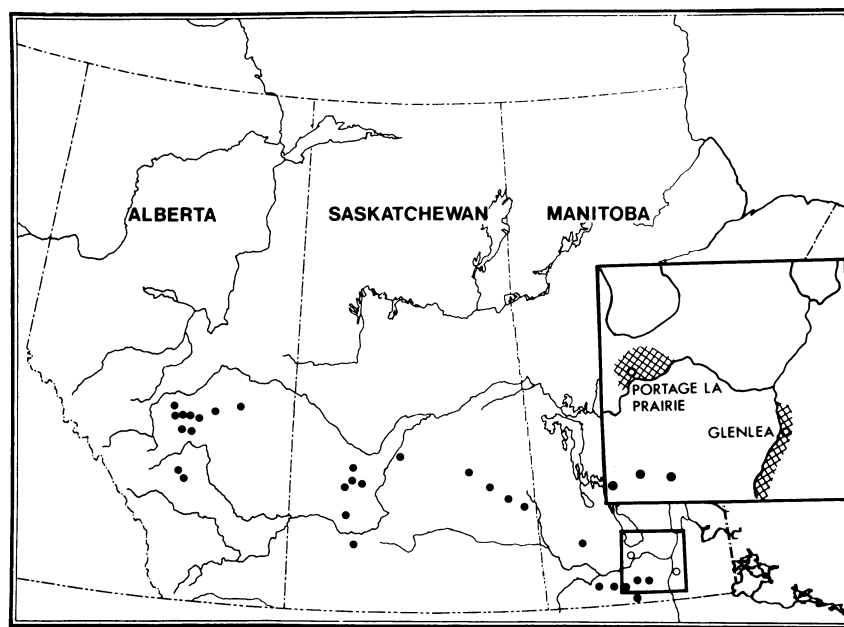 ALBERTA
SASKATCHEWAN
MANITOBA
PORTAGE LA
PRAIRIE
GLENLEA